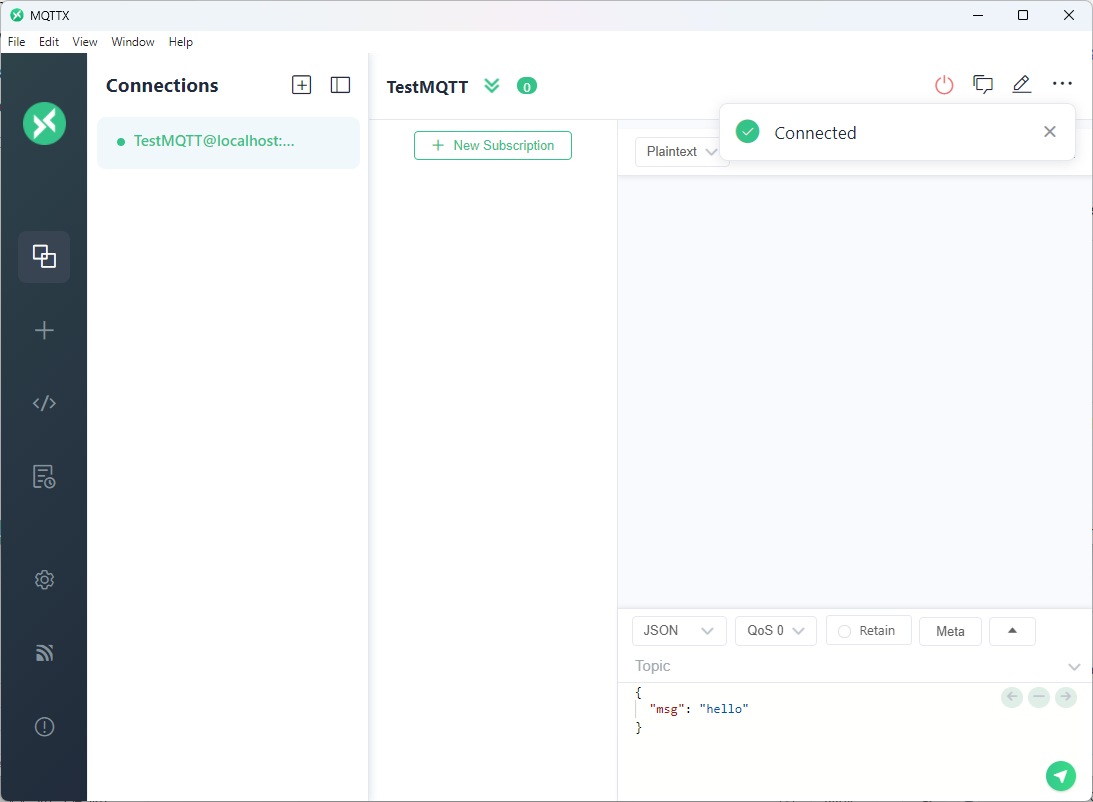 MQTTX
File Edit View Window Help
Connections
TestMQTT@localhost:...
TestMQTT 0
Connected
New Subscription
Plaintext
JSON QoS 0 Retain Meta
Topic
{
"msg": "hello"
}